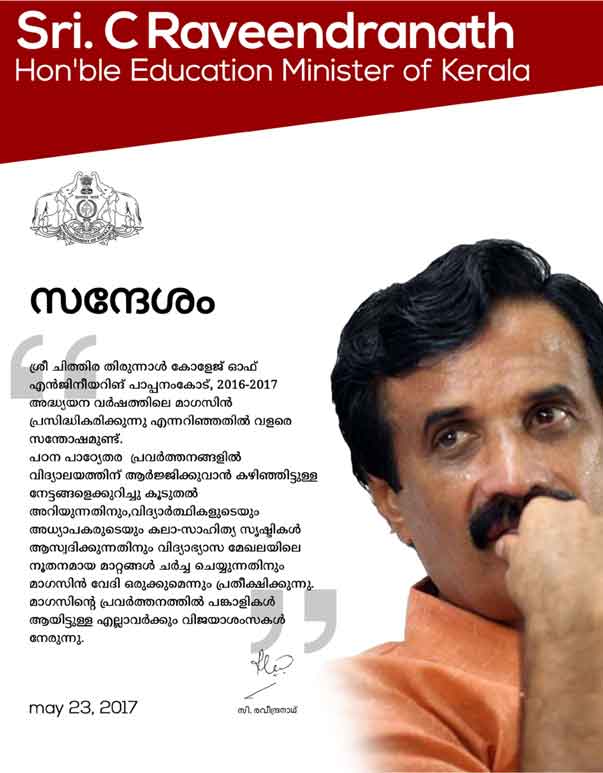 Sri. C Raveendranath
Hon'ble Education Minister of Kerala
സന്ദേശം
ശ്രീ ചിത്തിര തിരുന്നാൾ കോളേജ് ഓഫ്
എൻജിനീയറിങ് പാപ്പനംകോട്, 2016-2017
അദ്ധ്യയന വർഷത്തിലെ മാഗസിൻ
പ്രസിദ്ധികരിക്കുന്നു എന്നറിഞ്ഞതിൽ വളരെ
സന്തോഷമുണ്ട്.
പഠന പാഠ്യേതര പ്രവർത്തനങ്ങളിൽ
വിദ്യാലയത്തിന് ആർജ്ജിക്കുവാൻ കഴിഞ്ഞിട്ടുള്ള
നേട്ടങ്ങളെക്കുറിച്ചു കൂടുതൽ
അറിയുന്നതിനും,വിദ്യാർത്ഥികളുടെയും
അധ്യാപകരുടെയും കലാ-സാഹിത്യ സൃഷ്ടികൾ
ആസ്വദിക്കുന്നതിനും വിദ്യാഭ്യാസ മേഖലയിലെ
നൂതനമായ മാറ്റങ്ങൾ ചർച്ച ചെയ്യുന്നതിനും
മാഗസിൻ വേദി ഒരുക്കുമെന്നും പ്രതീക്ഷിക്കുന്നു.
മാഗസിന്റെ പ്രവർത്തനത്തിൽ പങ്കാളികൾ
ആയിട്ടുള്ള എല്ലാവർക്കും വിജയാശംസകൾ
നേരുന്നു.
may 23, 2017
സി. രവീന്ദ്രനാഥ്